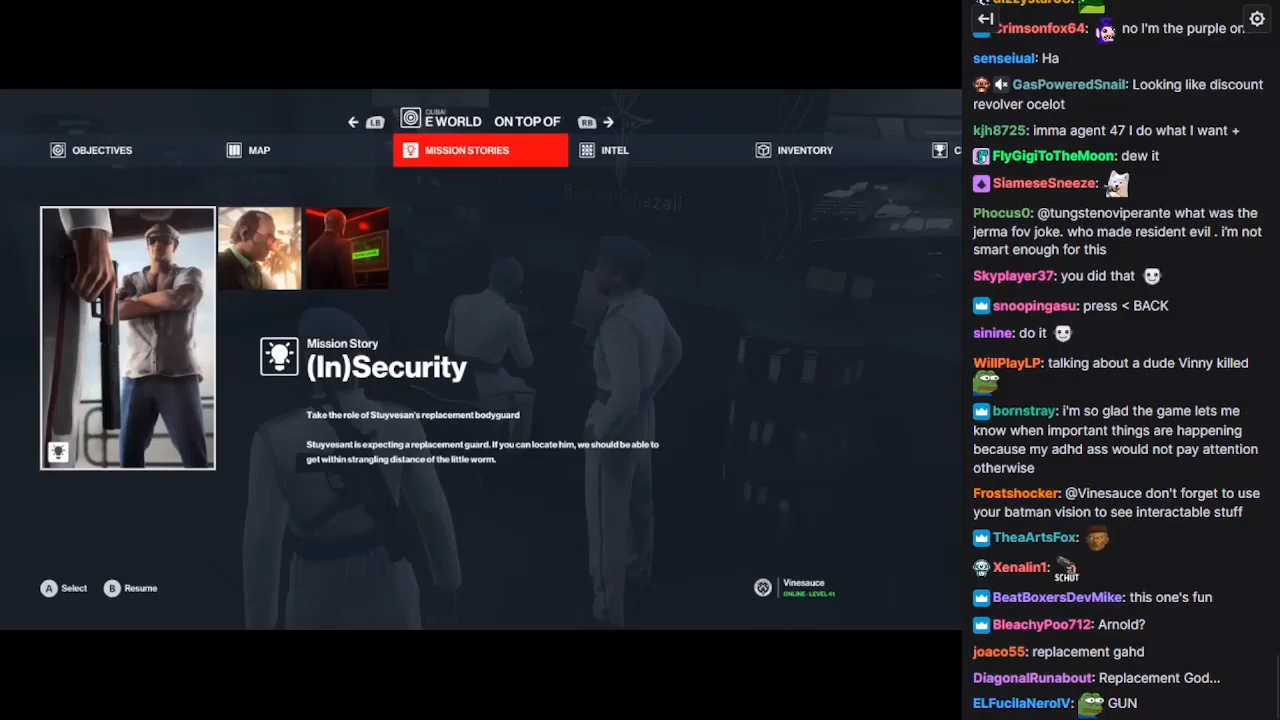 DUBAI
E WORLD ON TOP OF
LB
RB
OBJECTIVES
MAP
MISSION STORIES
INTEL
INVENTORY
C
Mission Story
(In)Security
Take the role of Stuyvesan's replacement bodyguard
Stuyvesant is expecting a replacement guard. If you can locate him, we should be able to
get within strangling distance of the little worm.
A Select
B Resume
Vinesauce
ONLINE - LEVEL 41
Crimsonfox64: no I'm the purple on
senseiual: Ha
GasPoweredSnail: Looking like discount
revolver ocelot
kjh8725: imma agent 47 I do what I want +
FlyGigiToTheMoon: dew it
SiameseSneeze:
Phocus0: @tungstenoviperante what was the
jerma fov joke. who made resident evil . i'm not
smart enough for this
Skyplayer37: you did that
snoopingasu: press < BACK
sinine: do it
WillPlayLP: talking about a dude Vinny killed
bornstray: i'm so glad the game lets me
know when important things are happening
because my adhd ass would not pay attention
otherwise
Frostshocker: @Vinesauce don't forget to use
your batman vision to see interactable stuff
TheaArtsFox:
Xenalin1: SCHUT
BeatBoxersDevMike: this one's fun
BleachyPoo712: Arnold?
joaco55: replacement gahd
DiagonalRunabout: Replacement God...
ELFucilaNeroIV: GUN